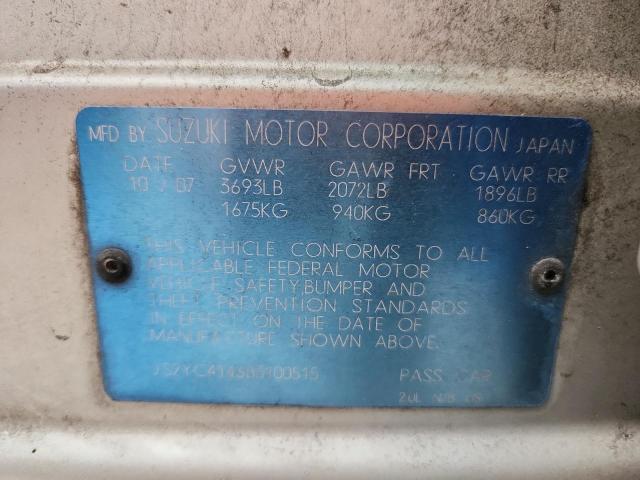 MFD BY SUZUKI MOTOR CORPORATION JAPAN
DATE GVWR GAWR FRT GAWR RR
10 / 07 3693LB 2072LB 1896LB
1675KG 940KG 860KG
THIS VEHICLE CONFORMS TO ALL
APPLICABLE FEDERAL MOTOR
VEHICLE SAFETY,BUMPER AND
THEFT PREVENTION STANDARDS
IN EFFECT ON THE DATE OF
MANUFACTURE SHOWN ABOVE.
PASS CAR